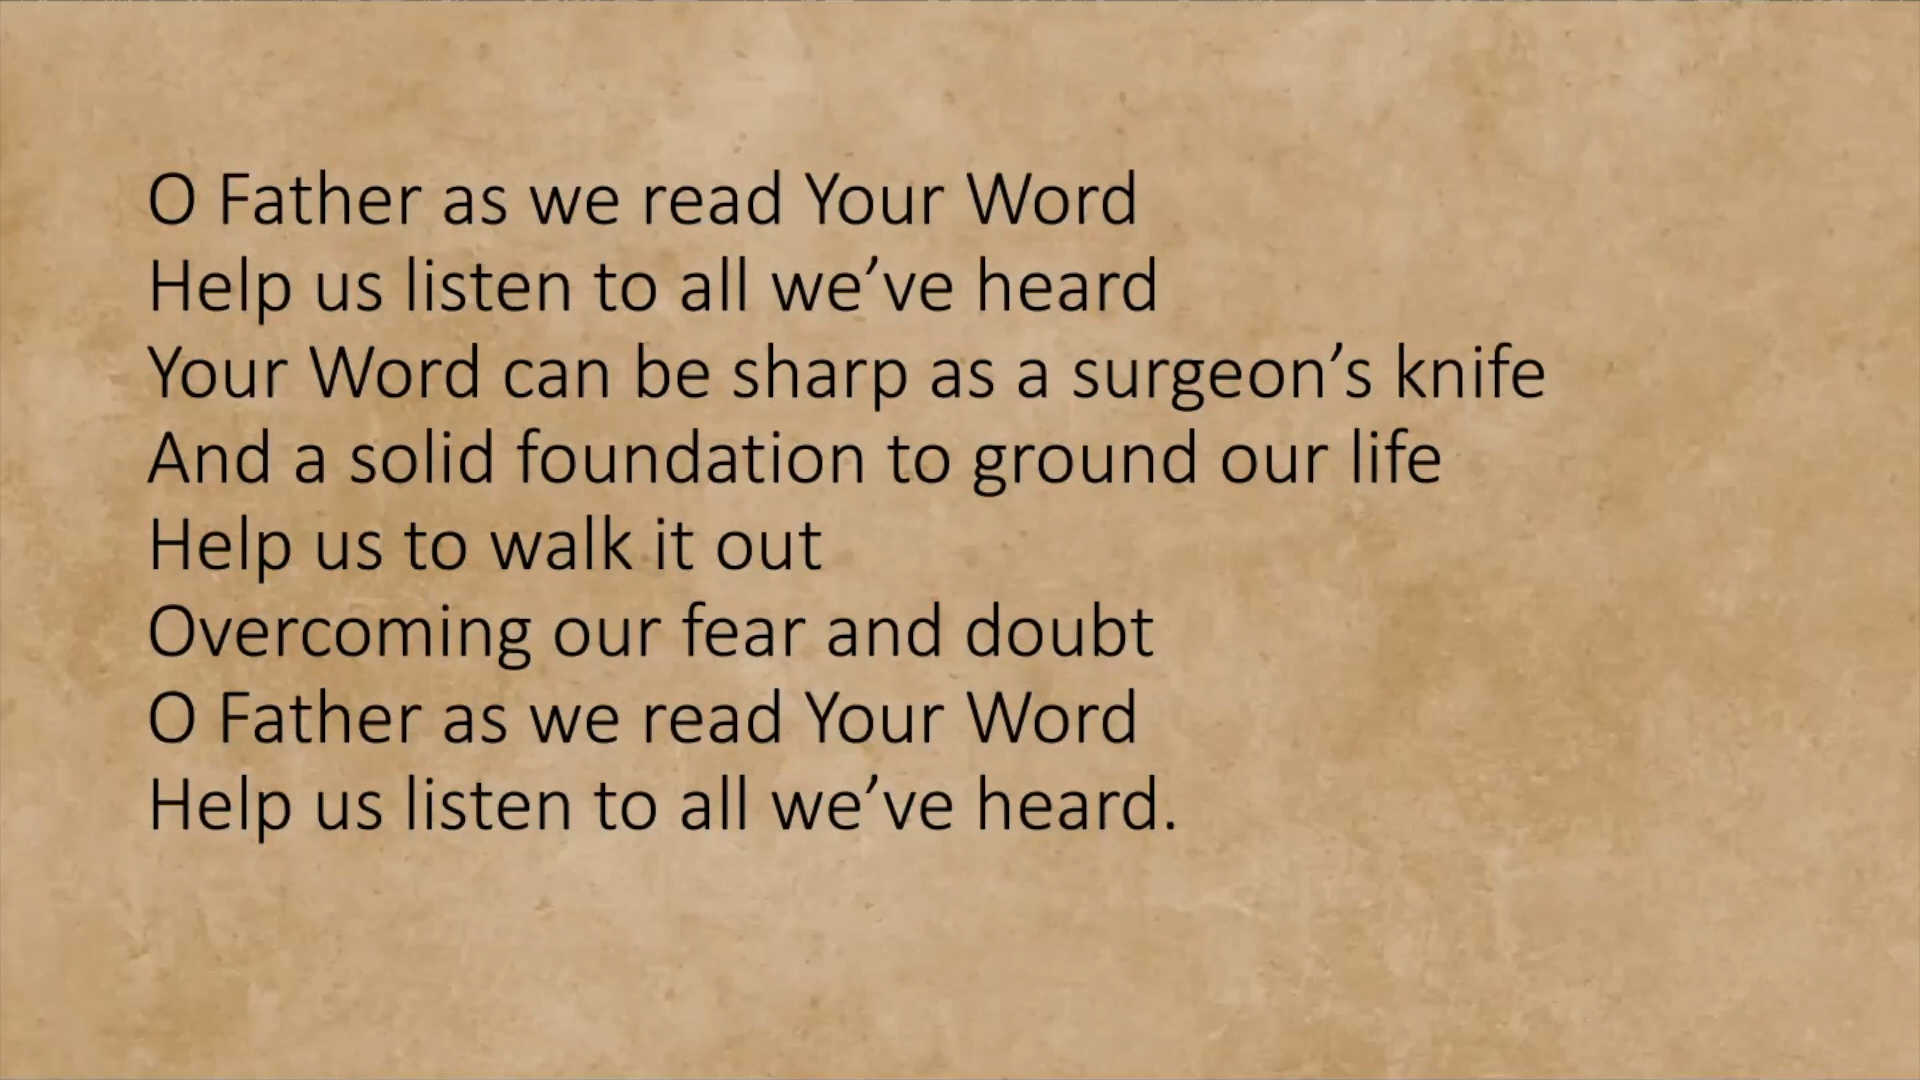 O Father as we read Your Word
Help us listen to all we’ve heard
Your Word can be sharp as a surgeon’s knife
And a solid foundation to ground our life
Help us to walk it out
Overcoming our fear and doubt
O Father as we read Your Word
Help us listen to all we’ve heard.